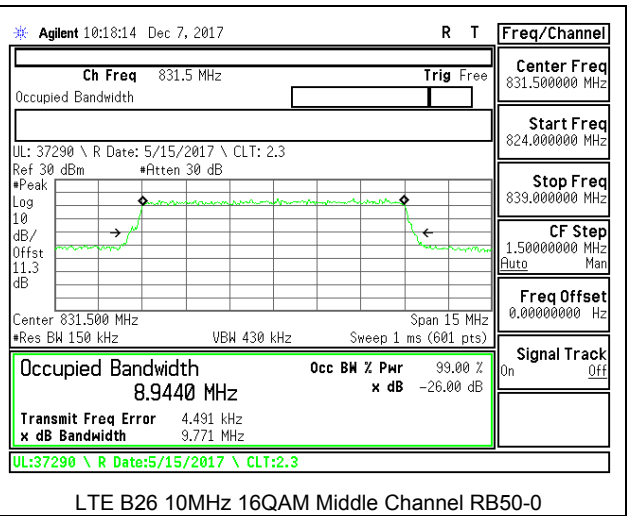 Agilent 10:18:14 Dec 7, 2017 R T
Freq/Channel
Ch Freq 831.5 MHz Trig Free
Occupied Bandwidth
Center Freq
831.500000 MHz
Start Freq
824.000000 MHz
UL: 37290 \ R Date: 5/15/2017 \ CLT: 2.3
Ref 30 dBm #Atten 30 dB
#Peak
Log
10
dB/
Offst
11.3
dB
Stop Freq
839.000000 MHz
CF Step
1.50000000 MHz
Auto Man
Freq Offset
0.00000000 Hz
Center 831.500 MHz Span 15 MHz
#Res BW 150 kHz VBW 430 kHz Sweep 1 ms (601 pts)
Signal Track
On Off
Occupied Bandwidth Occ BW % Pwr 99.00 %
8.9440 MHz x dB -26.00 dB
Transmit Freq Error 4.491 kHz
x dB Bandwidth 9.771 MHz
UL:37290 \ R Date:5/15/2017 \ CLT:2.3
LTE B26 10MHz 16QAM Middle Channel RB50-0